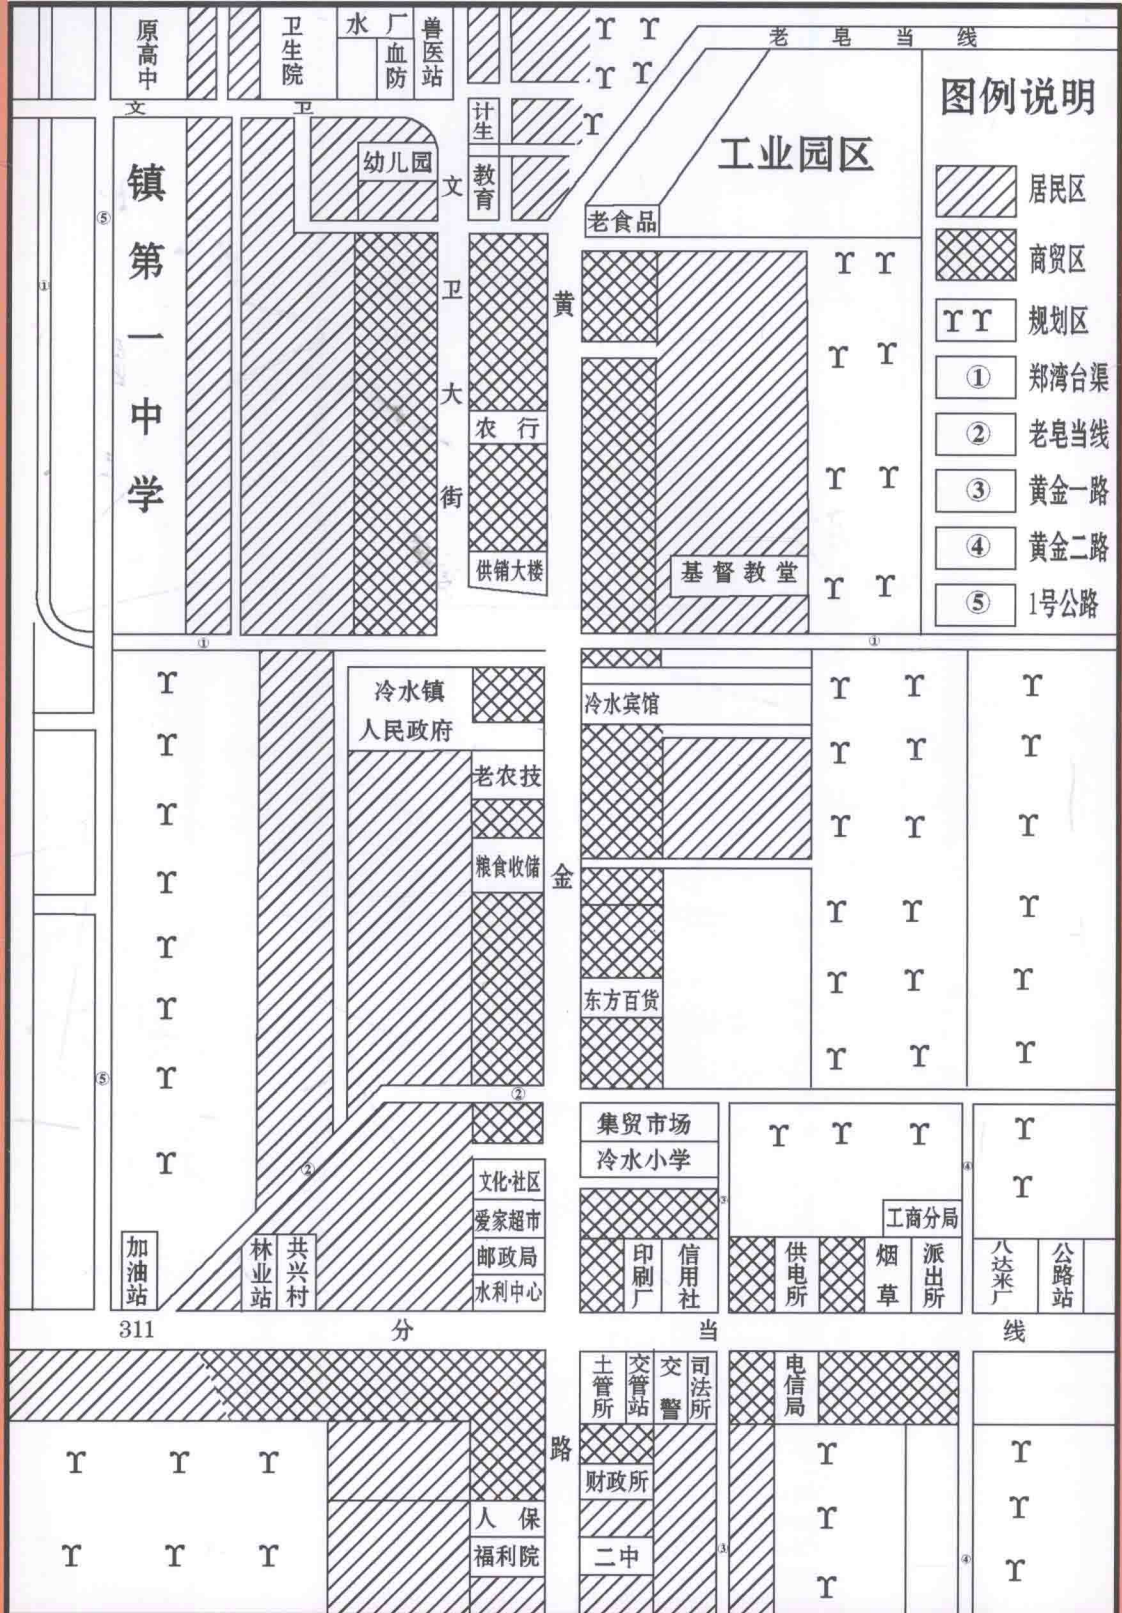 原高中
卫生院
水厂
血防
兽医站
老皂当线
文卫
计生
幼儿园
教育
文卫大街
镇第一中学
⑤
①
老食品
工业园区
图例说明
居民区
商贸区
规划区
① 郑湾台渠
② 老皂当线
③ 黄金一路
④ 黄金二路
⑤ 1号公路
黄金路
农行
供销大楼
基督教堂
①
①
冷水镇
人民政府
冷水宾馆
老农技
粮食收储
东方百货
⑤
②
②
集贸市场
冷水小学
文化·社区
爱家超市
邮政局
水利中心
③
④
工商分局
加油站
林业站
共兴村
印刷厂
信用社
供电所
烟草
派出所
八达米厂
公路站
311 分当线
土管所
交管站
交警
司法所
电信局
财政所
人保
福利院
二中
③
④